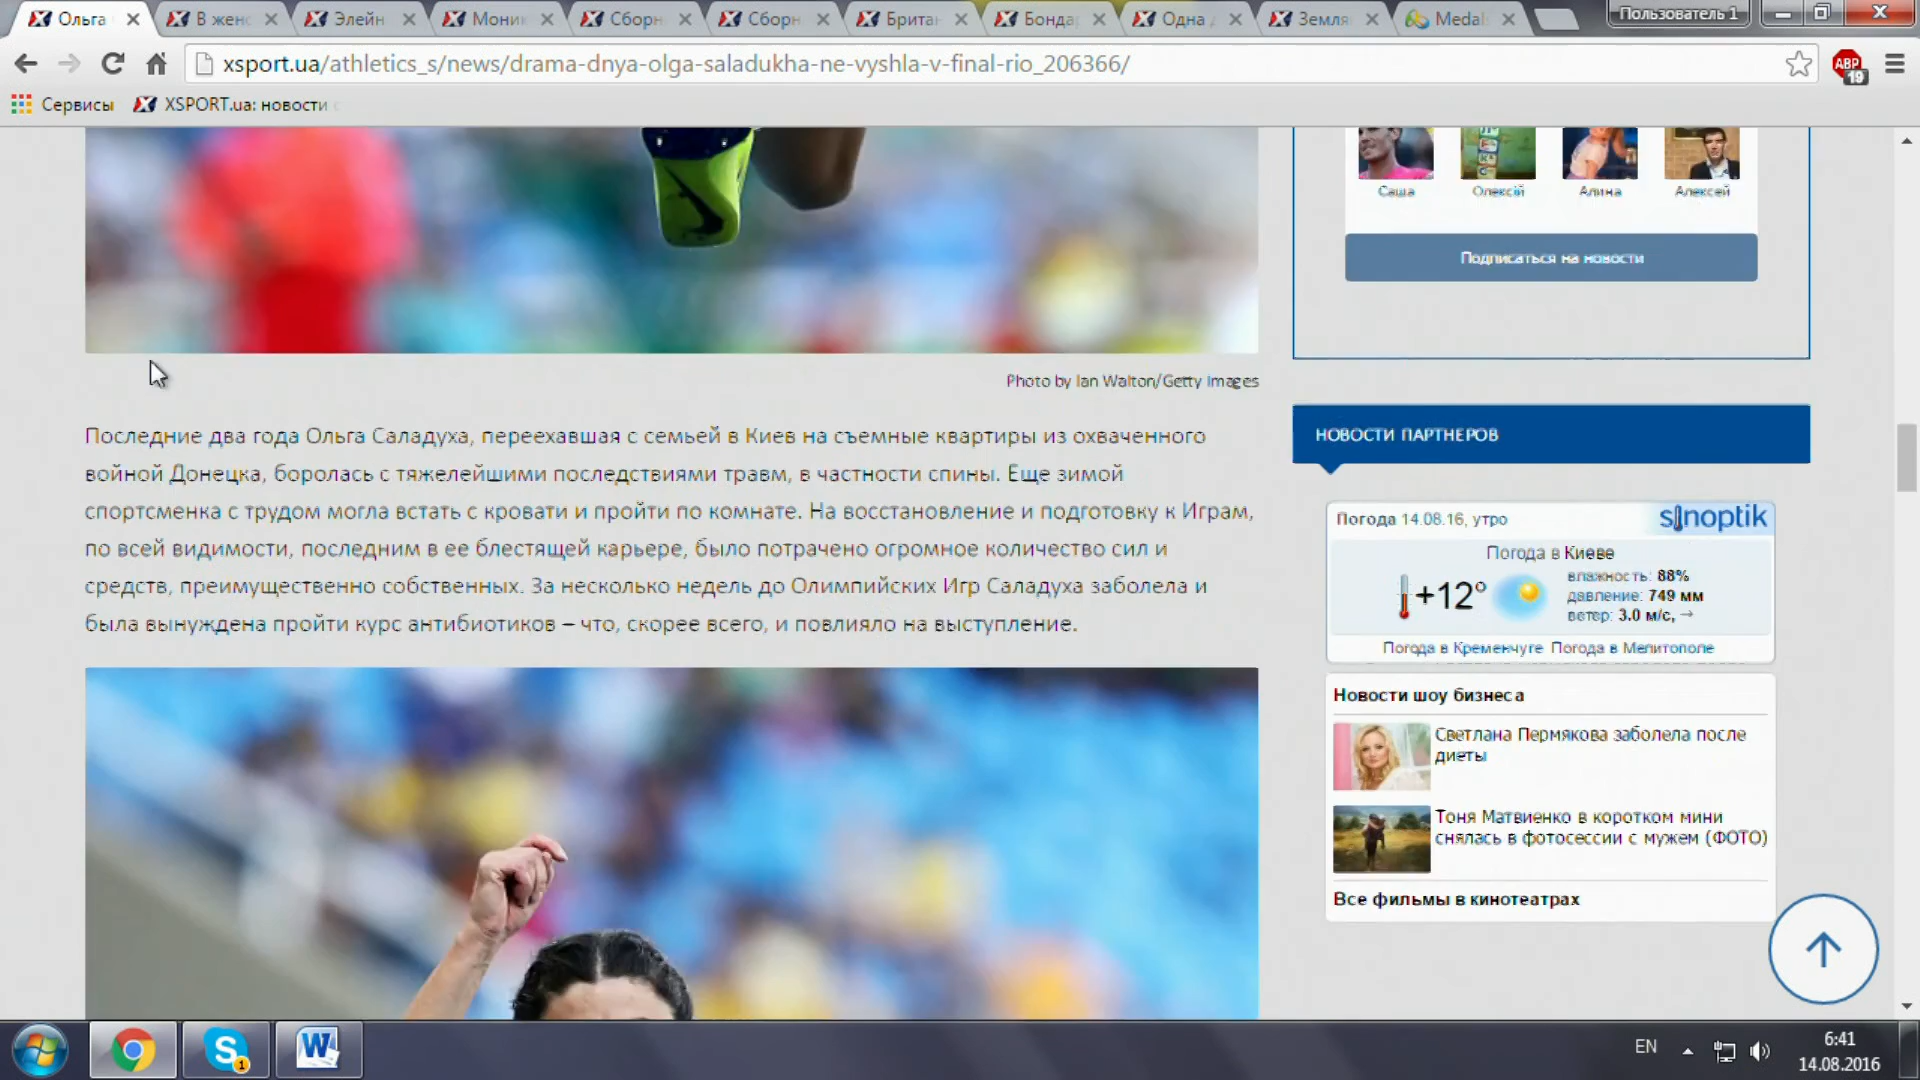 Ольга
В жен
Элейн
Моник
Сборн
Сборн
Британ
Бонда
Одна
Земля
Medals
Пользователь 1
xsport.ua/athletics_s/news/drama-dnya-olga-saladukha-ne-vyshla-v-final-rio_206366/
ABP
19
Сервисы
XSPORT.ua: новости
Саша
Олексій
Алина
Алексей
Подписаться на новости
Photo by Ian Walton/Getty Images
Последние два года Ольга Саладуха, переехавшая с семьей в Киев на съемные квартиры из охваченного
войной Донецка, боролась с тяжелейшими последствиями травм, в частности спины. Еще зимой
спортсменка с трудом могла встать с кровати и пройти по комнате. На восстановление и подготовку к Играм,
по всей видимости, последним в ее блестящей карьере, было потрачено огромное количество сил и
средств, преимущественно собственных. За несколько недель до Олимпийских Игр Саладуха заболела и
была вынуждена пройти курс антибиотиков – что, скорее всего, и повлияло на выступление.
НОВОСТИ ПАРТНЕРОВ
Погода 14.08.16, утро
sinoptik
Погода в Киеве
+12°
влажность: 88%
давление: 749 мм
ветер: 3.0 м/с, →
Погода в Кременчуге Погода в Мелитополе
Новости шоу бизнеса
Светлана Пермякова заболела после
диеты
Тоня Матвиенко в коротком мини
снялась в фотосессии с мужем (ФОТО)
Все фильмы в кинотеатрах
EN
6:41
14.08.2016